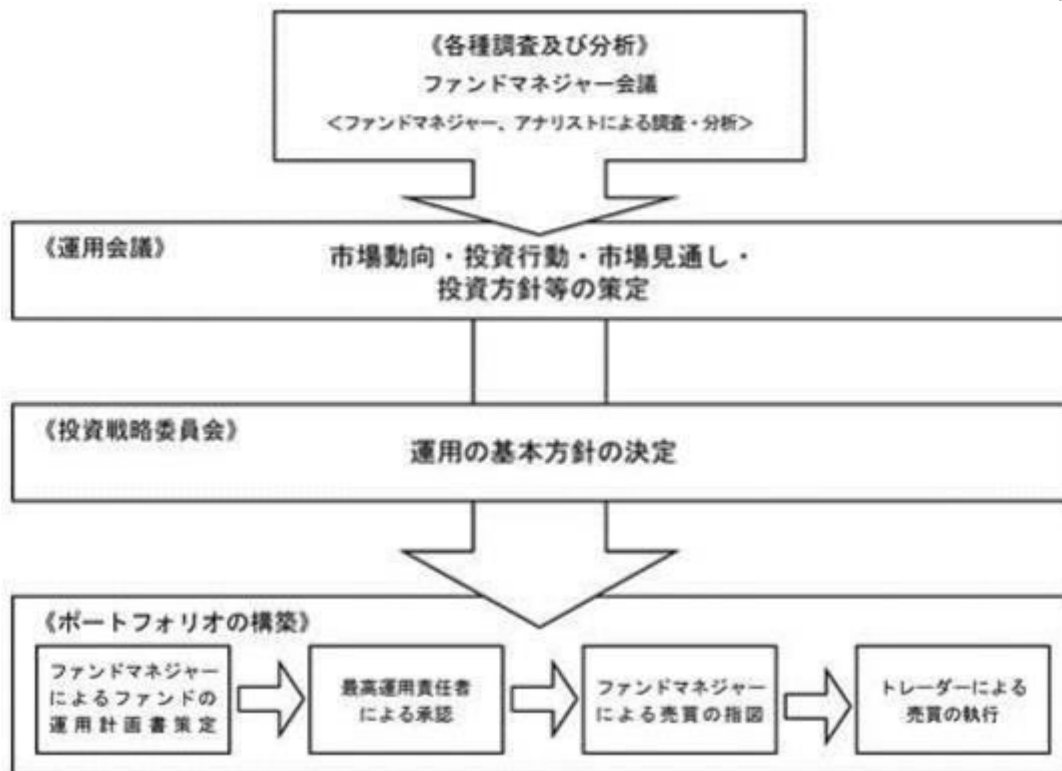 《各種調査及び分析》
ファンドマネジャー会議
＜ファンドマネジャー、アナリストによる調査・分析＞
《運用会議》
市場動向・投資行動・市場見通し・
投資方針等の策定
《投資戦略委員会》
運用の基本方針の決定
《ポートフォリオの構築》
ファンドマネジャー
によるファンドの
運用計画書策定
最高運用責任者
による承認
ファンドマネジャー
による売買の指図
トレーダーによる
売買の執行